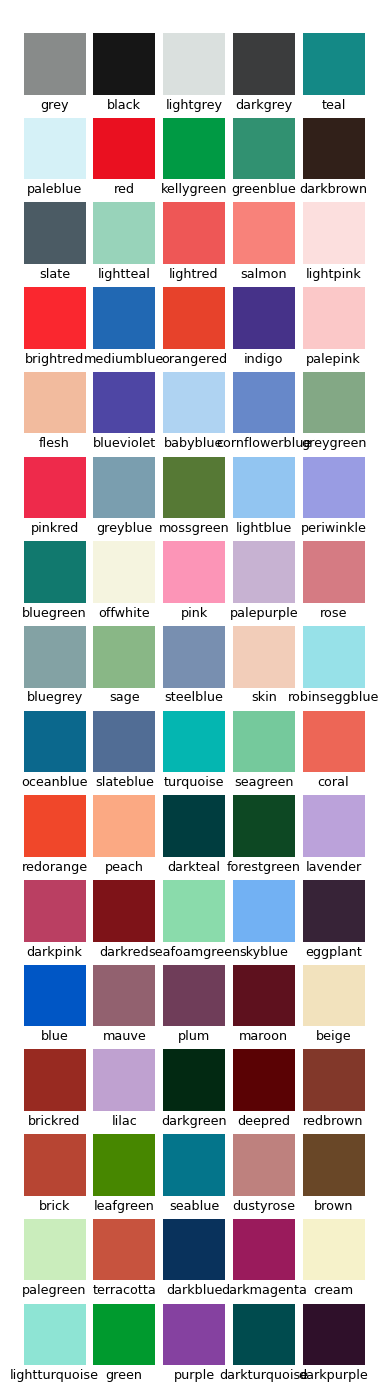 grey black lightgrey darkgrey teal
paleblue red kellygreen greenblue darkbrown
slate lightteal lightred salmon lightpink
brightred mediumblue orangered indigo palepink
flesh blueviolet babyblue cornflowerblue greygreen
pinkred greyblue mossgreen lightblue periwinkle
bluegreen offwhite pink palepurple rose
bluegrey sage steelblue skin robinseggblue
oceanblue slateblue turquoise seagreen coral
redorange peach darkteal forestgreen lavender
darkpink darkred seafoamgreen skyblue eggplant
blue mauve plum maroon beige
brickred lilac darkgreen deepred redbrown
brick leafgreen seablue dustyrose brown
palegreen terracotta darkblue darkmagenta cream
lightturquoise green purple darkturquoise darkpurple